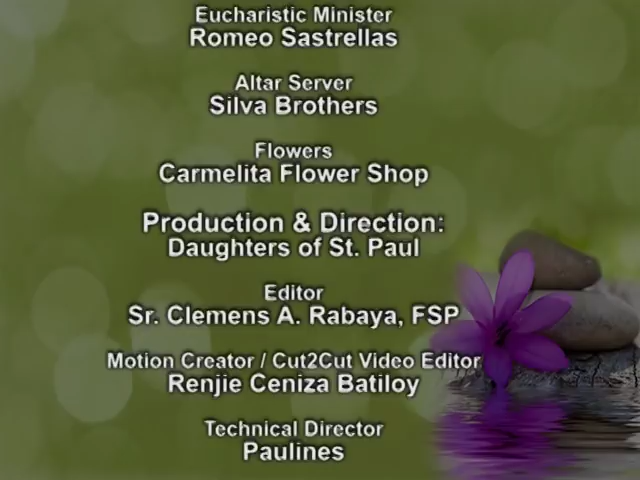 Eucharistic Minister
Romeo Sastrellas
Altar Server
Silva Brothers
Flowers
Carmelita Flower Shop
Production & Direction:
Daughters of St. Paul
Editor
Sr. Clemens A. Rabaya, FSP
Motion Creator / Cut2Cut Video Editor
Renjie Ceniza Batiloy
Technical Director
Paulines